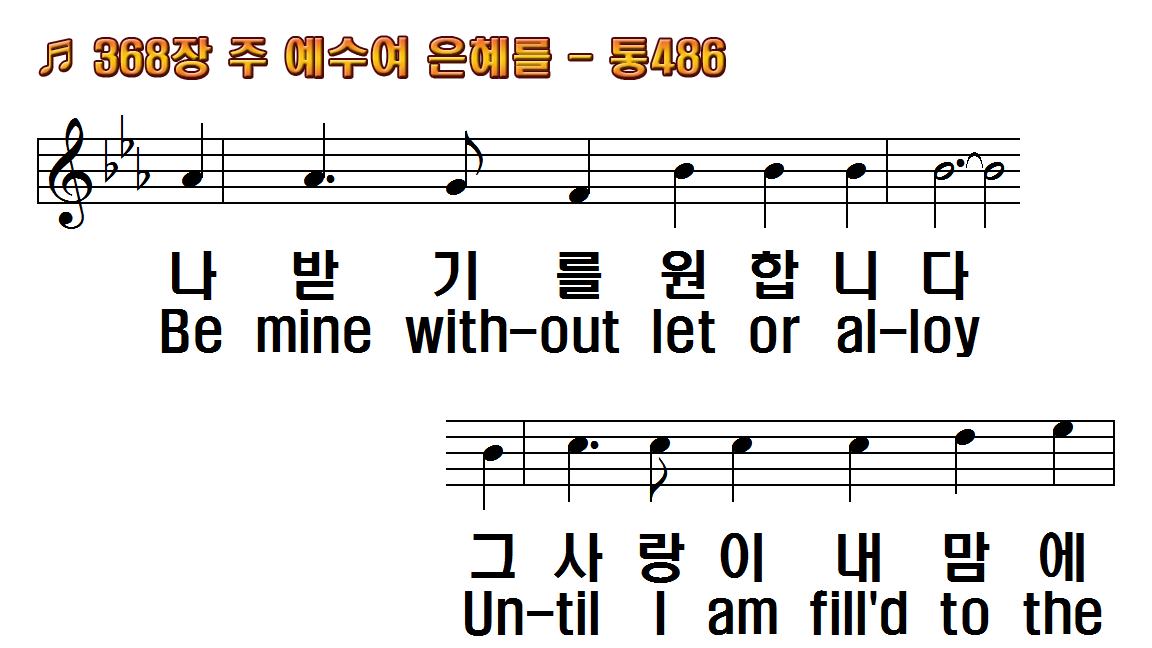 ♬ 368장 주 예수여 은혜를 - 통486
나 받 기 를 원 합 니 다
Be mine with-out let or al-loy
그 사 랑 이 내 맘 에
Un-til I am fill'd to the